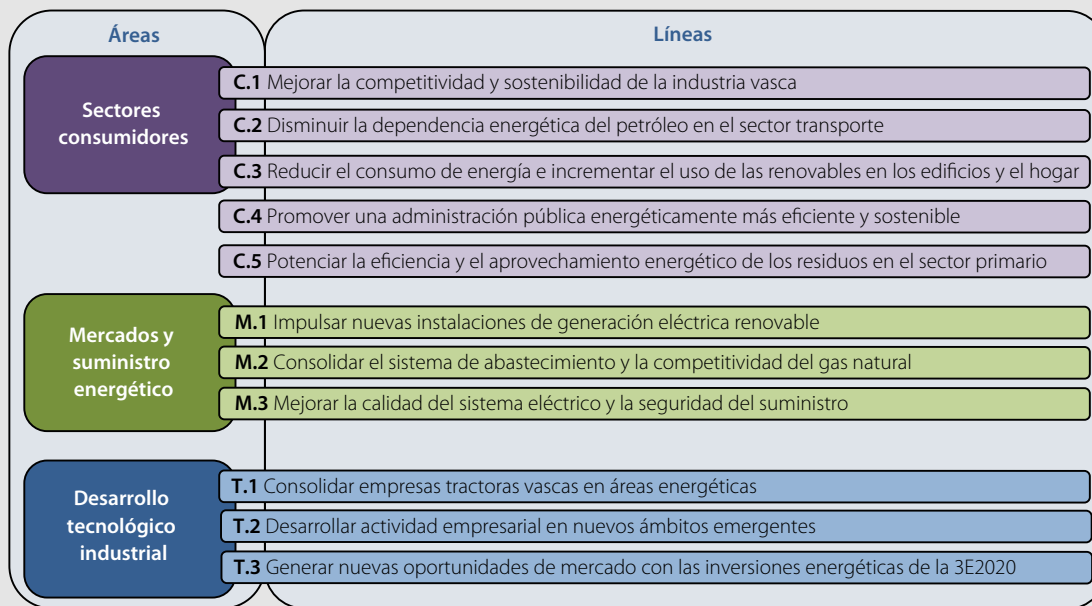 Áreas
Líneas
Sectores
consumidores
C.1 Mejorar la competitividad y sostenibilidad de la industria vasca
C.2 Disminuir la dependencia energética del petróleo en el sector transporte
C.3 Reducir el consumo de energía e incrementar el uso de las renovables en los edificios y el hogar
C.4 Promover una administración pública energéticamente más eficiente y sostenible
C.5 Potenciar la eficiencia y el aprovechamiento energético de los residuos en el sector primario
Mercados y
suministro
energético
M.1 Impulsar nuevas instalaciones de generación eléctrica renovable
M.2 Consolidar el sistema de abastecimiento y la competitividad del gas natural
M.3 Mejorar la calidad del sistema eléctrico y la seguridad del suministro
Desarrollo
tecnológico
industrial
T.1 Consolidar empresas tractoras vascas en áreas energéticas
T.2 Desarrollar actividad empresarial en nuevos ámbitos emergentes
T.3 Generar nuevas oportunidades de mercado con las inversiones energéticas de la 3E2020